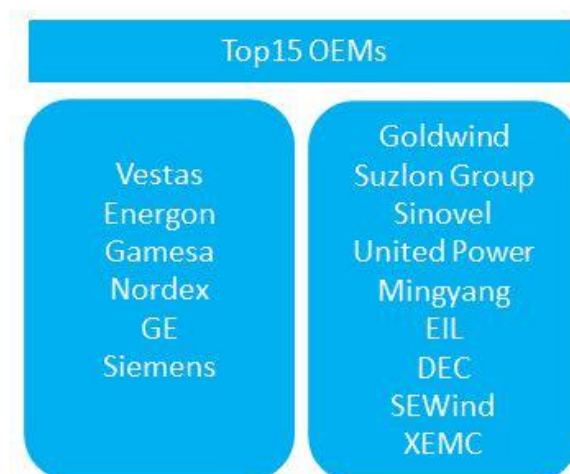 Top15 OEMs
Vestas
Energon
Gamesa
Nordex
GE
Siemens
Goldwind
Suzlon Group
Sinovel
United Power
Mingyang
EIL
DEC
SEWind
XEMC